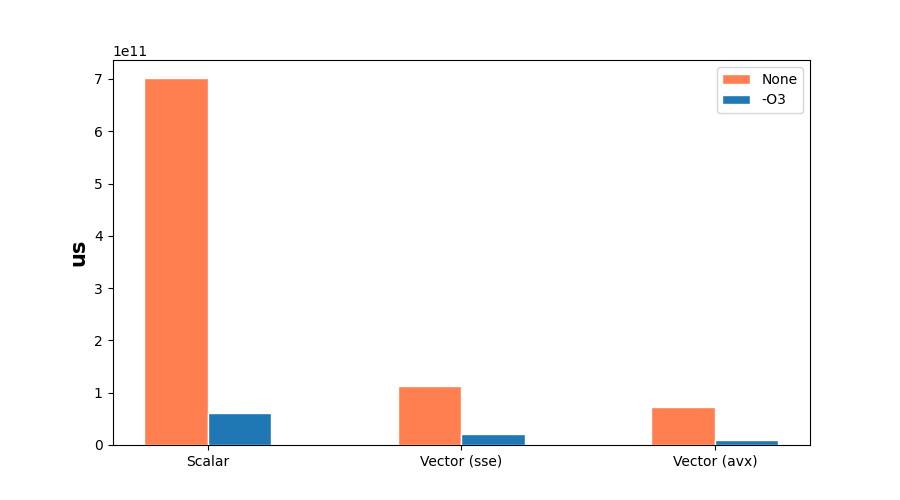 1e11
7
6
5
4
3
2
1
0
us
None
-O3
Scalar
Vector (sse)
Vector (avx)